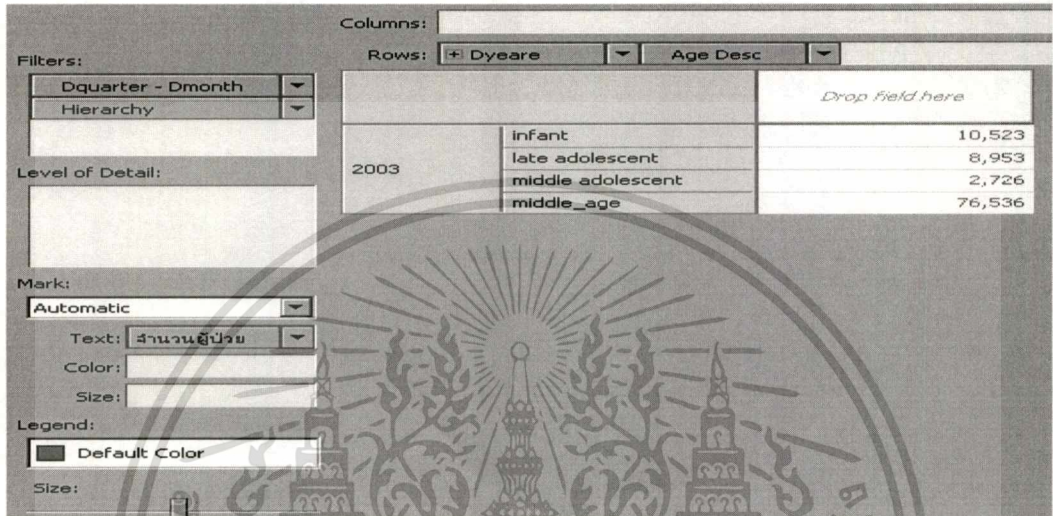 Columns:
Rows: Dyeare Age Desc
Filters:
Dquarter - Dmonth
Hierarchy
Drop field here
2003
infant 10,523
late adolescent 8,953
middle adolescent 2,726
middle_age 76,536
Level of Detail:
Mark:
Automatic
Text: จำนวนผู้ป่วย
Color:
Size:
Legend:
Default Color
Size: